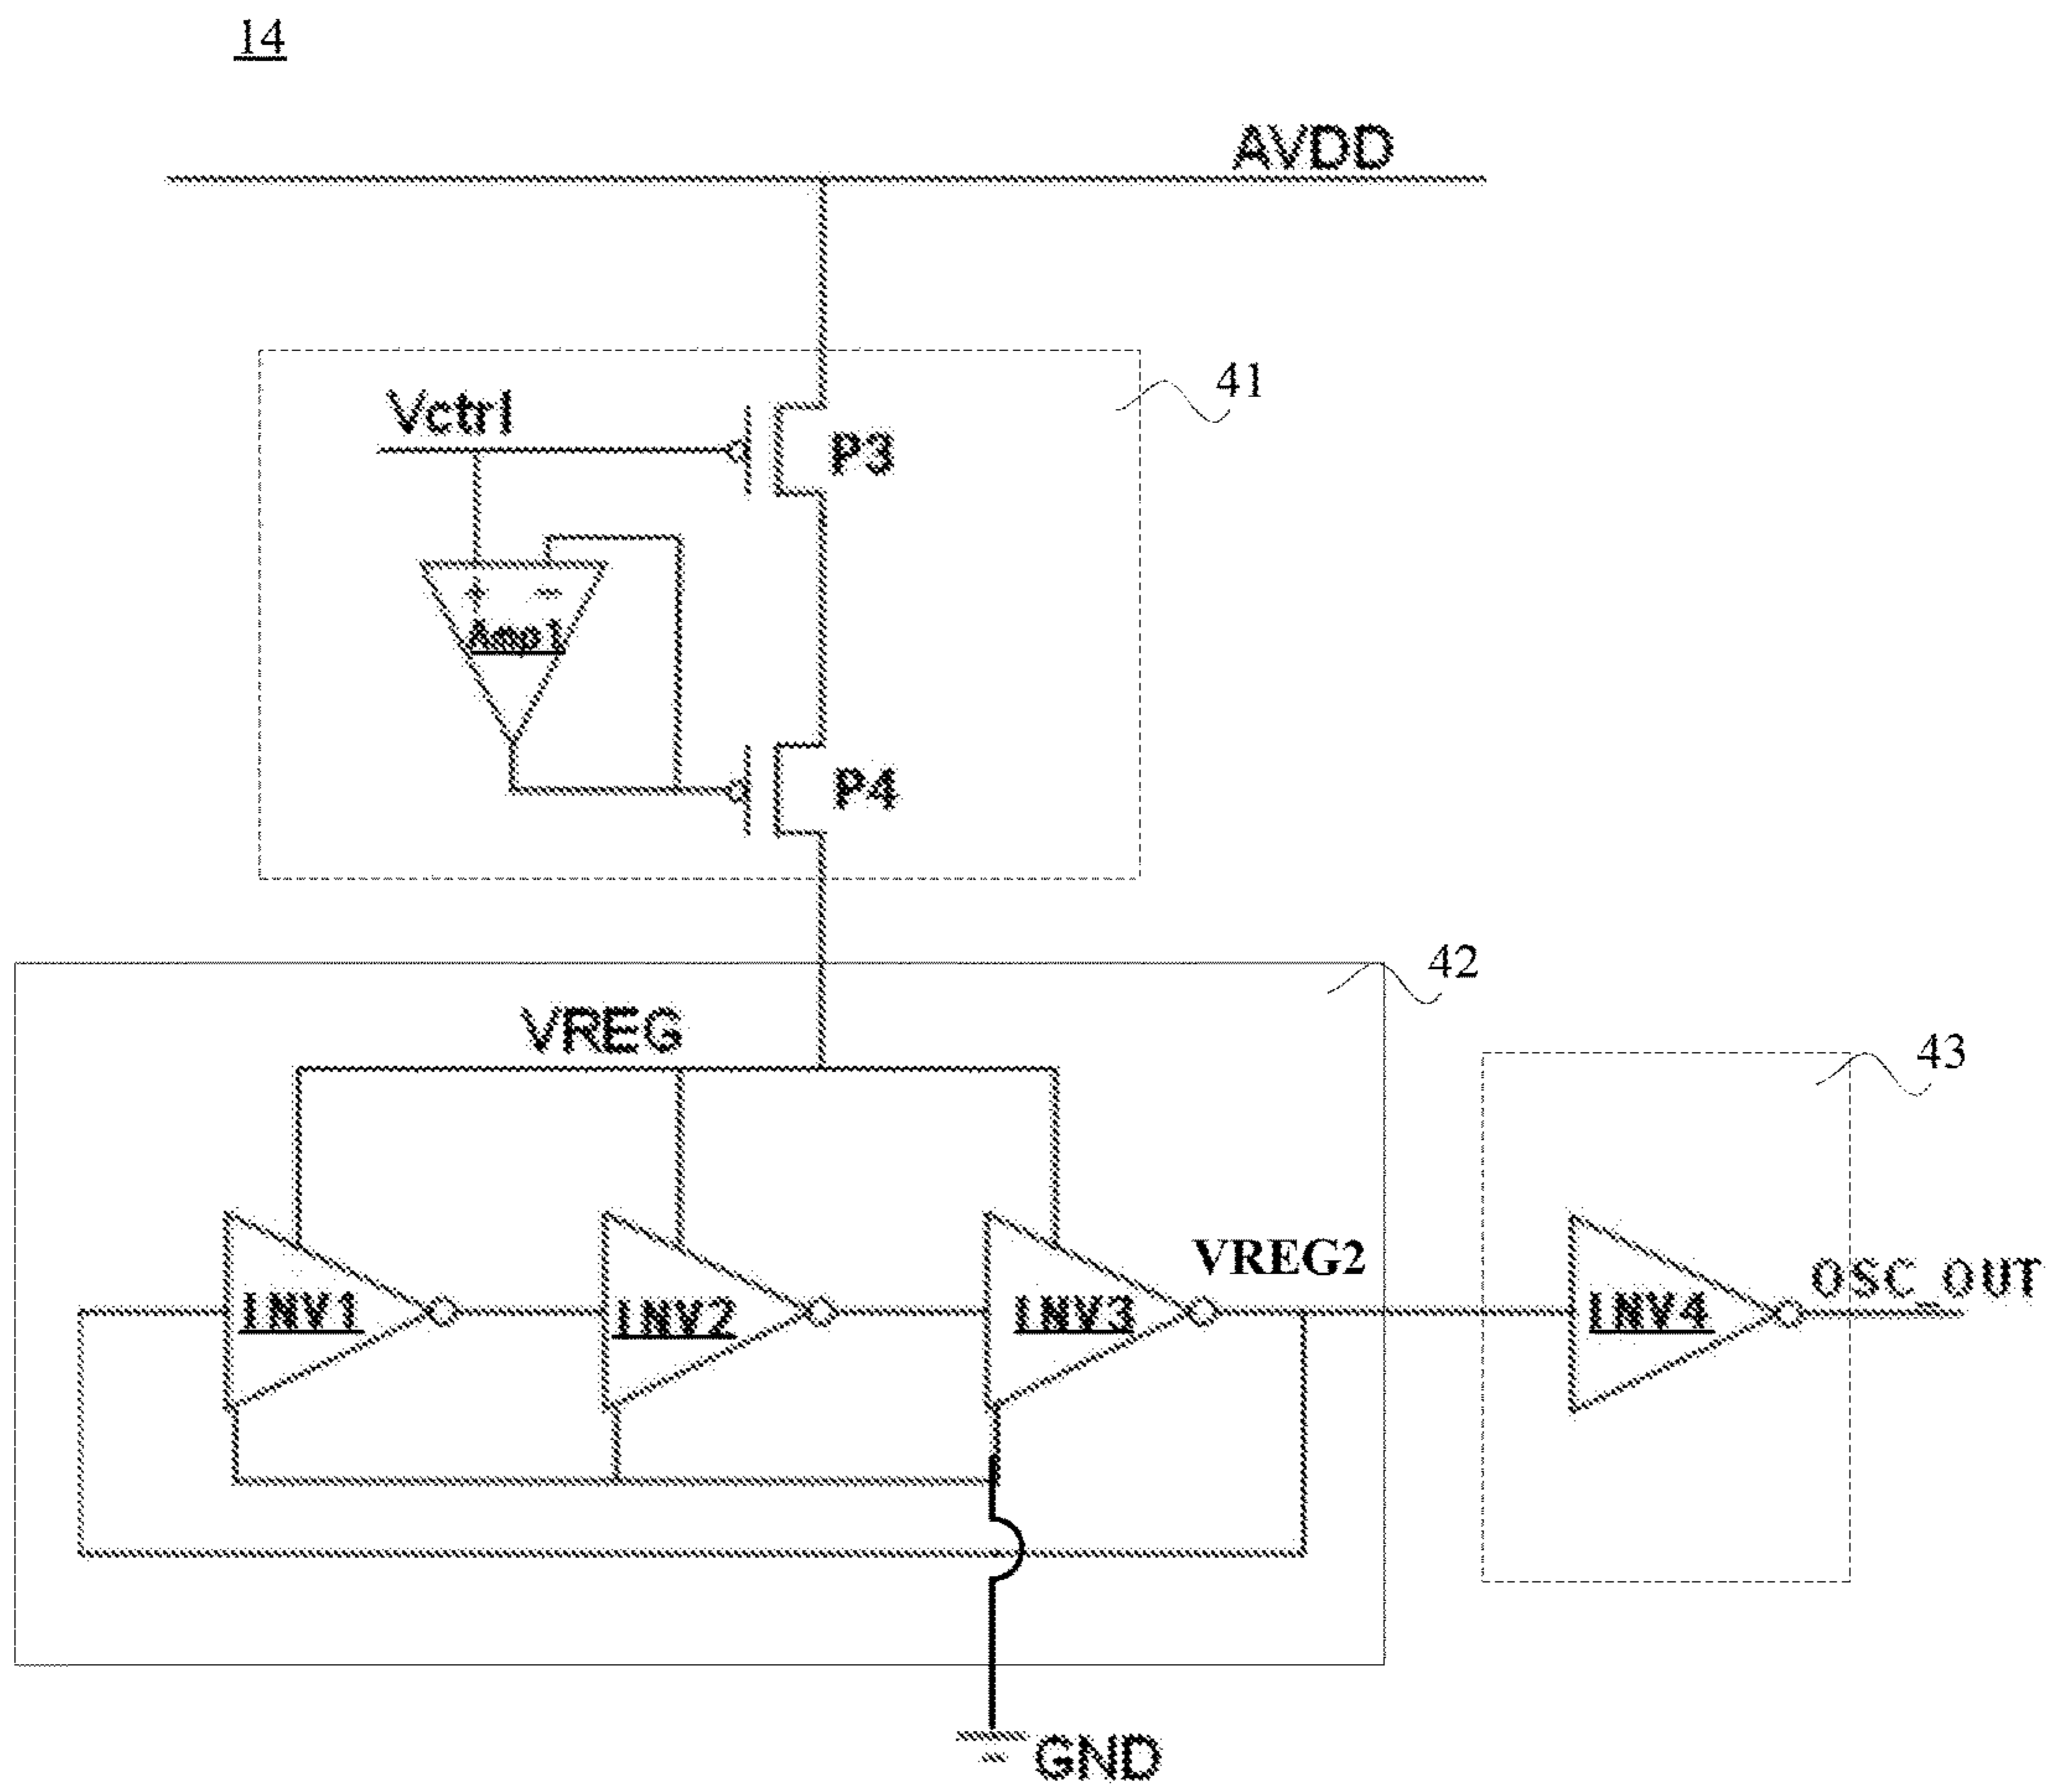 14
AVDD
41
Vctrl
P3
+ -
Amp1
P4
42
VREG
43
VREG2
OSC_OUT
INV1
INV2
INV3
INV4
GND